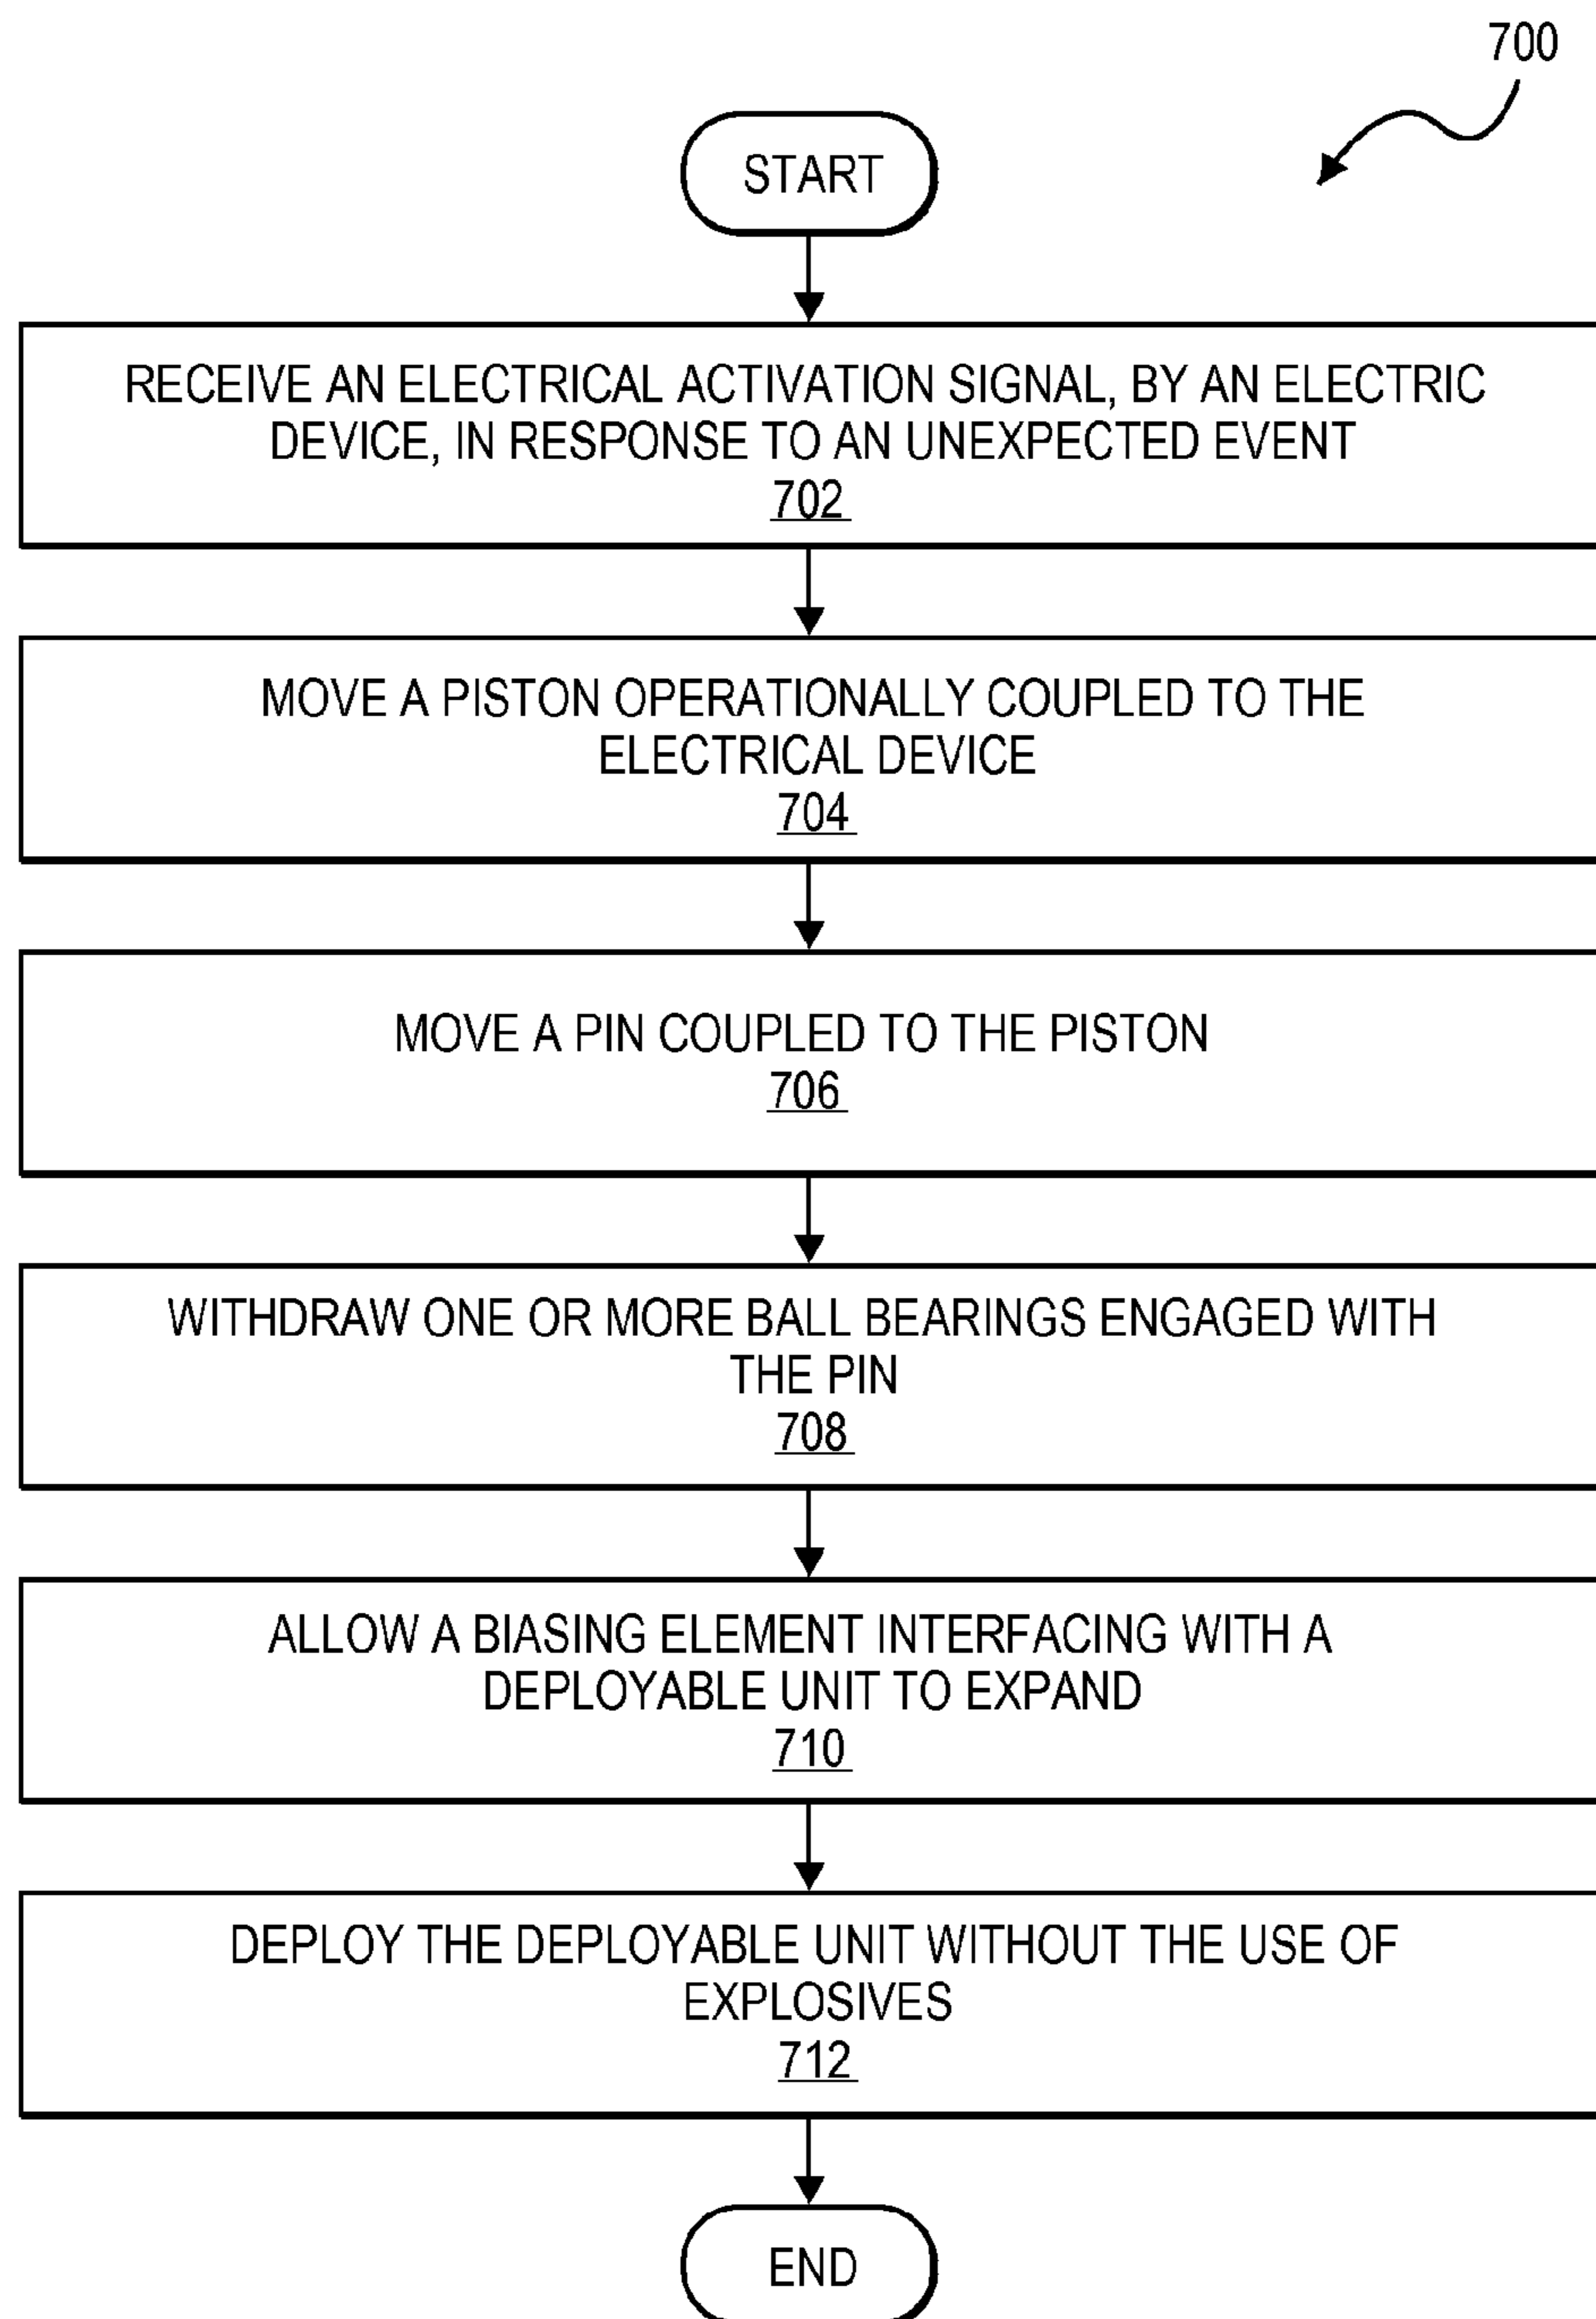 700
START
RECEIVE AN ELECTRICAL ACTIVATION SIGNAL, BY AN ELECTRIC
DEVICE, IN RESPONSE TO AN UNEXPECTED EVENT
702
MOVE A PISTON OPERATIONALLY COUPLED TO THE
ELECTRICAL DEVICE
704
MOVE A PIN COUPLED TO THE PISTON
706
WITHDRAW ONE OR MORE BALL BEARINGS ENGAGED WITH
THE PIN
708
ALLOW A BIASING ELEMENT INTERFACING WITH A
DEPLOYABLE UNIT TO EXPAND
710
DEPLOY THE DEPLOYABLE UNIT WITHOUT THE USE OF
EXPLOSIVES
712
END